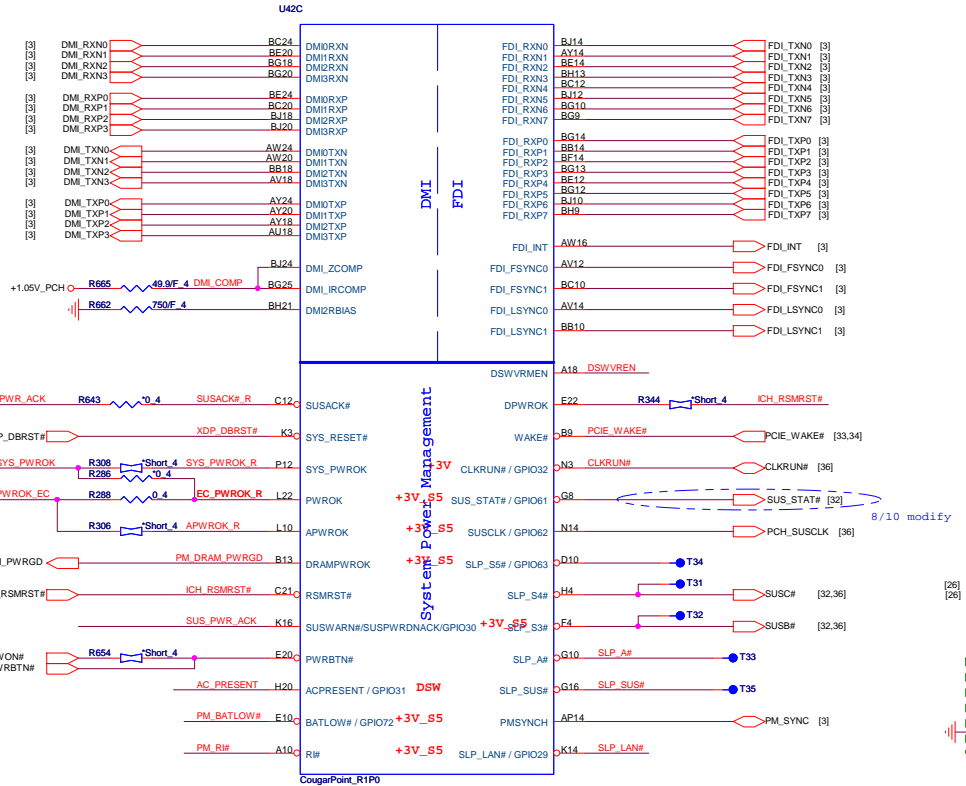 U42C
[3] DMI_RXN0 BC24 DMI0RXN FDI_RXN0 BJ14 FDI_TXN0 [3]
[3] DMI_RXN1 BE20 DMI1RXN FDI_RXN1 AY14 FDI_TXN1 [3]
[3] DMI_RXN2 BG18 DMI2RXN FDI_RXN2 BE14 FDI_TXN2 [3]
[3] DMI_RXN3 BG20 DMI3RXN FDI_RXN3 BH13 FDI_TXN3 [3]
FDI_RXN4 BC12 FDI_TXN4 [3]
[3] DMI_RXP0 BE24 DMI0RXP FDI_RXN5 BJ12 FDI_TXN5 [3]
[3] DMI_RXP1 BC20 DMI1RXP FDI_RXN6 BG10 FDI_TXN6 [3]
[3] DMI_RXP2 BJ18 DMI2RXP FDI_RXN7 BG9 FDI_TXN7 [3]
[3] DMI_RXP3 BJ20 DMI3RXP
FDI_RXP0 BG14 FDI_TXP0 [3]
[3] DMI_TXN0 AW24 DMI0TXN FDI_RXP1 BB14 FDI_TXP1 [3]
[3] DMI_TXN1 AW20 DMI1TXN FDI_RXP2 BF14 FDI_TXP2 [3]
[3] DMI_TXN2 BB18 DMI2TXN FDI_RXP3 BG13 FDI_TXP3 [3]
[3] DMI_TXN3 AV18 DMI3TXN FDI_RXP4 BE12 FDI_TXP4 [3]
DMI FDI
FDI_RXP5 BG12 FDI_TXP5 [3]
[3] DMI_TXP0 AY24 DMI0TXP FDI_RXP6 BJ10 FDI_TXP6 [3]
[3] DMI_TXP1 AY20 DMI1TXP FDI_RXP7 BH9 FDI_TXP7 [3]
[3] DMI_TXP2 AY18 DMI2TXP
[3] DMI_TXP3 AU18 DMI3TXP
FDI_INT AW16 FDI_INT [3]
BJ24 DMI_ZCOMP FDI_FSYNC0 AV12 FDI_FSYNC0 [3]
+1.05V_PCH R665 49.9/F_4 DMI_COMP BG25 DMI_IRCOMP FDI_FSYNC1 BC10 FDI_FSYNC1 [3]
R662 750/F_4 BH21 DMI2RBIAS FDI_LSYNC0 AV14 FDI_LSYNC0 [3]
FDI_LSYNC1 BB10 FDI_LSYNC1 [3]
System Power Management
DSWVRMEN A18 DSWVREN
PWR_ACK R643 *0_4 SUSACK#_R C12 SUSACK# DPWROK E22 R344 *Short_4 ICH_RSMRST#
P_DBRST# XDP_DBRST# K3 SYS_RESET# WAKE# B9 PCIE_WAKE# PCIE_WAKE# [33,34]
SYS_PWROK R308 *Short_4 SYS_PWROK_R P12 SYS_PWROK +3V CLKRUN# / GPIO32 N3 CLKRUN# CLKRUN# [36]
R286 *0_4
PWROK_EC R288 0_4 EC_PWROK_R L22 PWROK +3V_S5 SUS_STAT# / GPIO61 G8 SUS_STAT# [32]
8/10 modify
R306 *Short_4 APWROK_R L10 APWROK +3V_S5 SUSCLK / GPIO62 N14 PCH_SUSCLK [36]
_PWRGD PM_DRAM_PWRGD B13 DRAMPWROK +3V_S5 SLP_S5# / GPIO63 D10 T34
T31
RSMRST# ICH_RSMRST# C21 RSMRST# SLP_S4# H4 SUSC# [32,36] [26]
[26]
T32
SUS_PWR_ACK K16 SUSWARN#/SUSPWRDNACK/GPIO30 +3V_S5 SLP_S3# F4 SUSB# [32,36]
WON# R654 *Short_4 E20 PWRBTN# SLP_A# G10 SLP_A# T33
WRBTN#
AC_PRESENT H20 ACPRESENT / GPIO31 DSW SLP_SUS# G16 SLP_SUS# T35
PM_BATLOW# E10 BATLOW# / GPIO72 +3V_S5 PMSYNCH AP14 PM_SYNC [3]
PM_RI# A10 RI# +3V_S5 SLP_LAN# / GPIO29 K14 SLP_LAN#
CougarPoint_R1P0